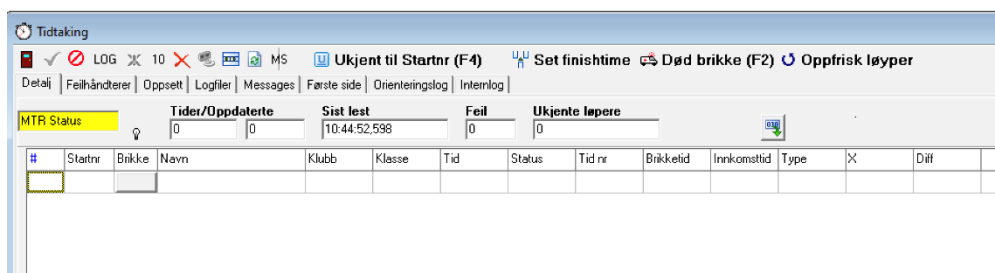 Tidtaking
LOG 10 MS Ukjent til Startnr (F4) Set finishtime Død brikke (F2) Oppfrisk løyper
Detalj Feilhåndterer Oppsett Logfiler Messages Første side Orienteringslog Internlog
Tider/Oppdaterte Sist lest Feil Ukjente løpere
MTR Status 0 0 10:44:52,598 0 0
# Startnr Brikke Navn Klubb Klasse Tid Status Tid nr Brikketid Innkomsttid Type X Diff